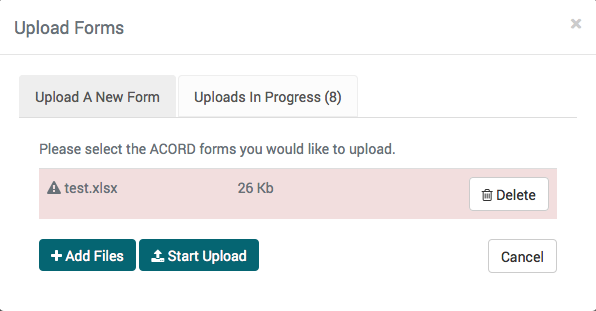 Upload Forms
×
Upload A New Form
Uploads In Progress (8)
Please select the ACORD forms you would like to upload.
test.xlsx 26 Kb Delete
Add Files Start Upload Cancel